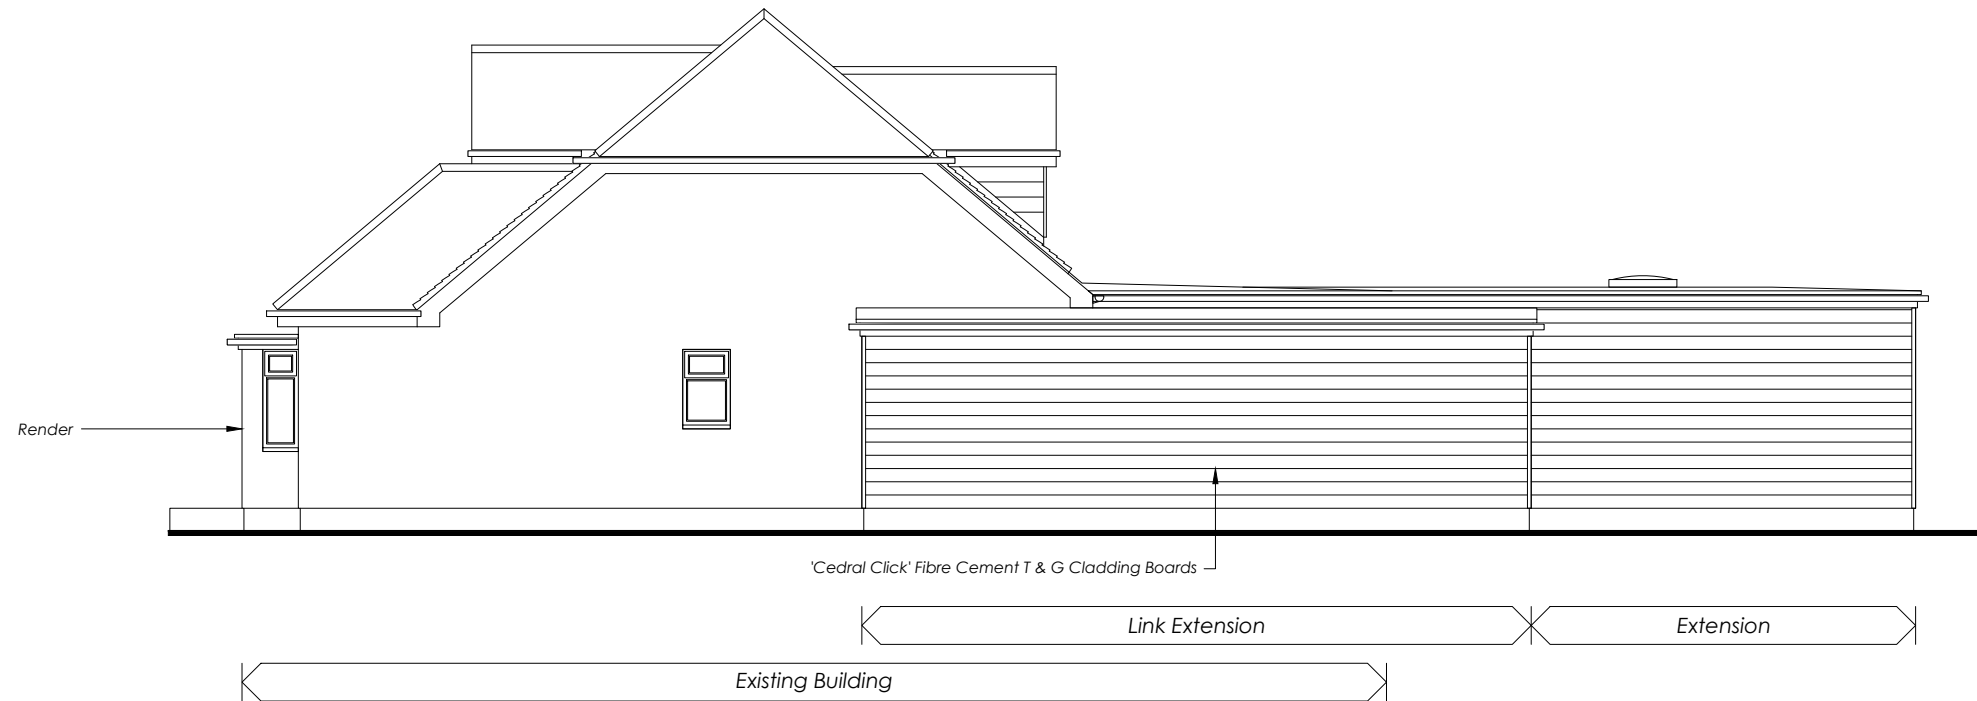 Render
'Cedral Click' Fibre Cement T & G Cladding Boards
Link Extension
Extension
Existing Building